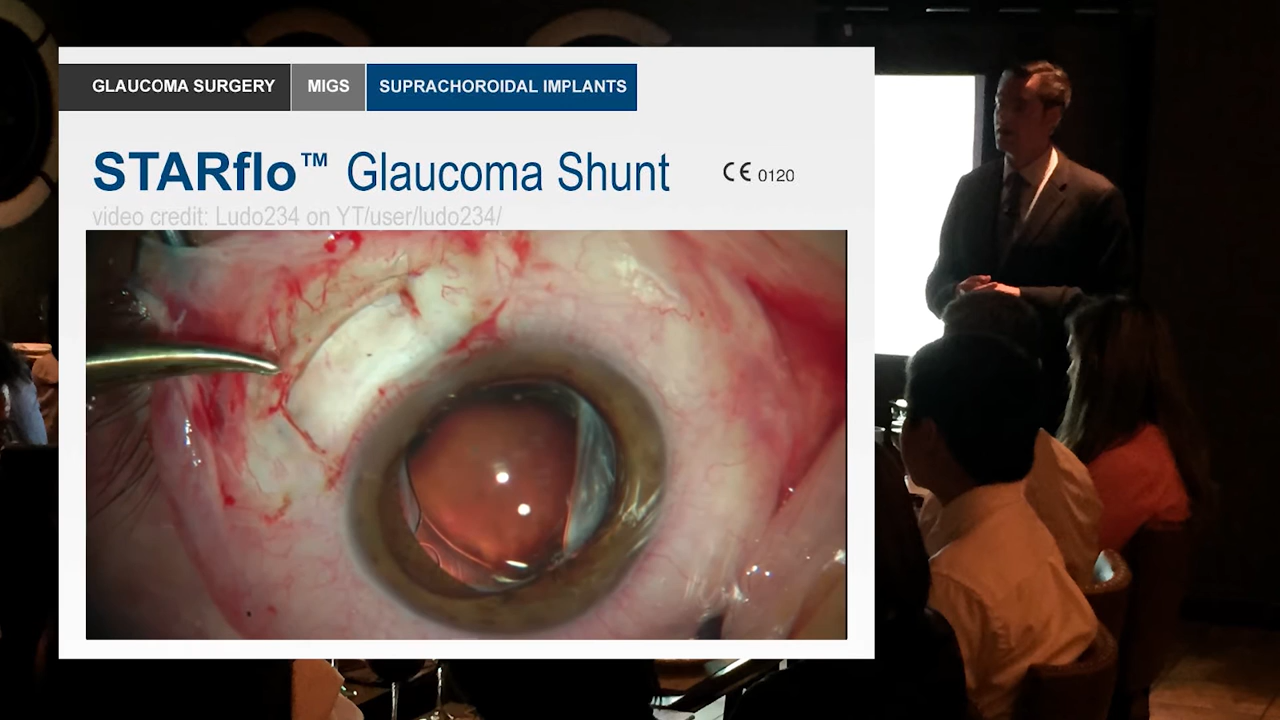 GLAUCOMA SURGERY
MIGS
SUPRACHOROIDAL IMPLANTS
STARflo™ Glaucoma Shunt
CE 0120
video credit: Ludo234 on YT/user/ludo234/